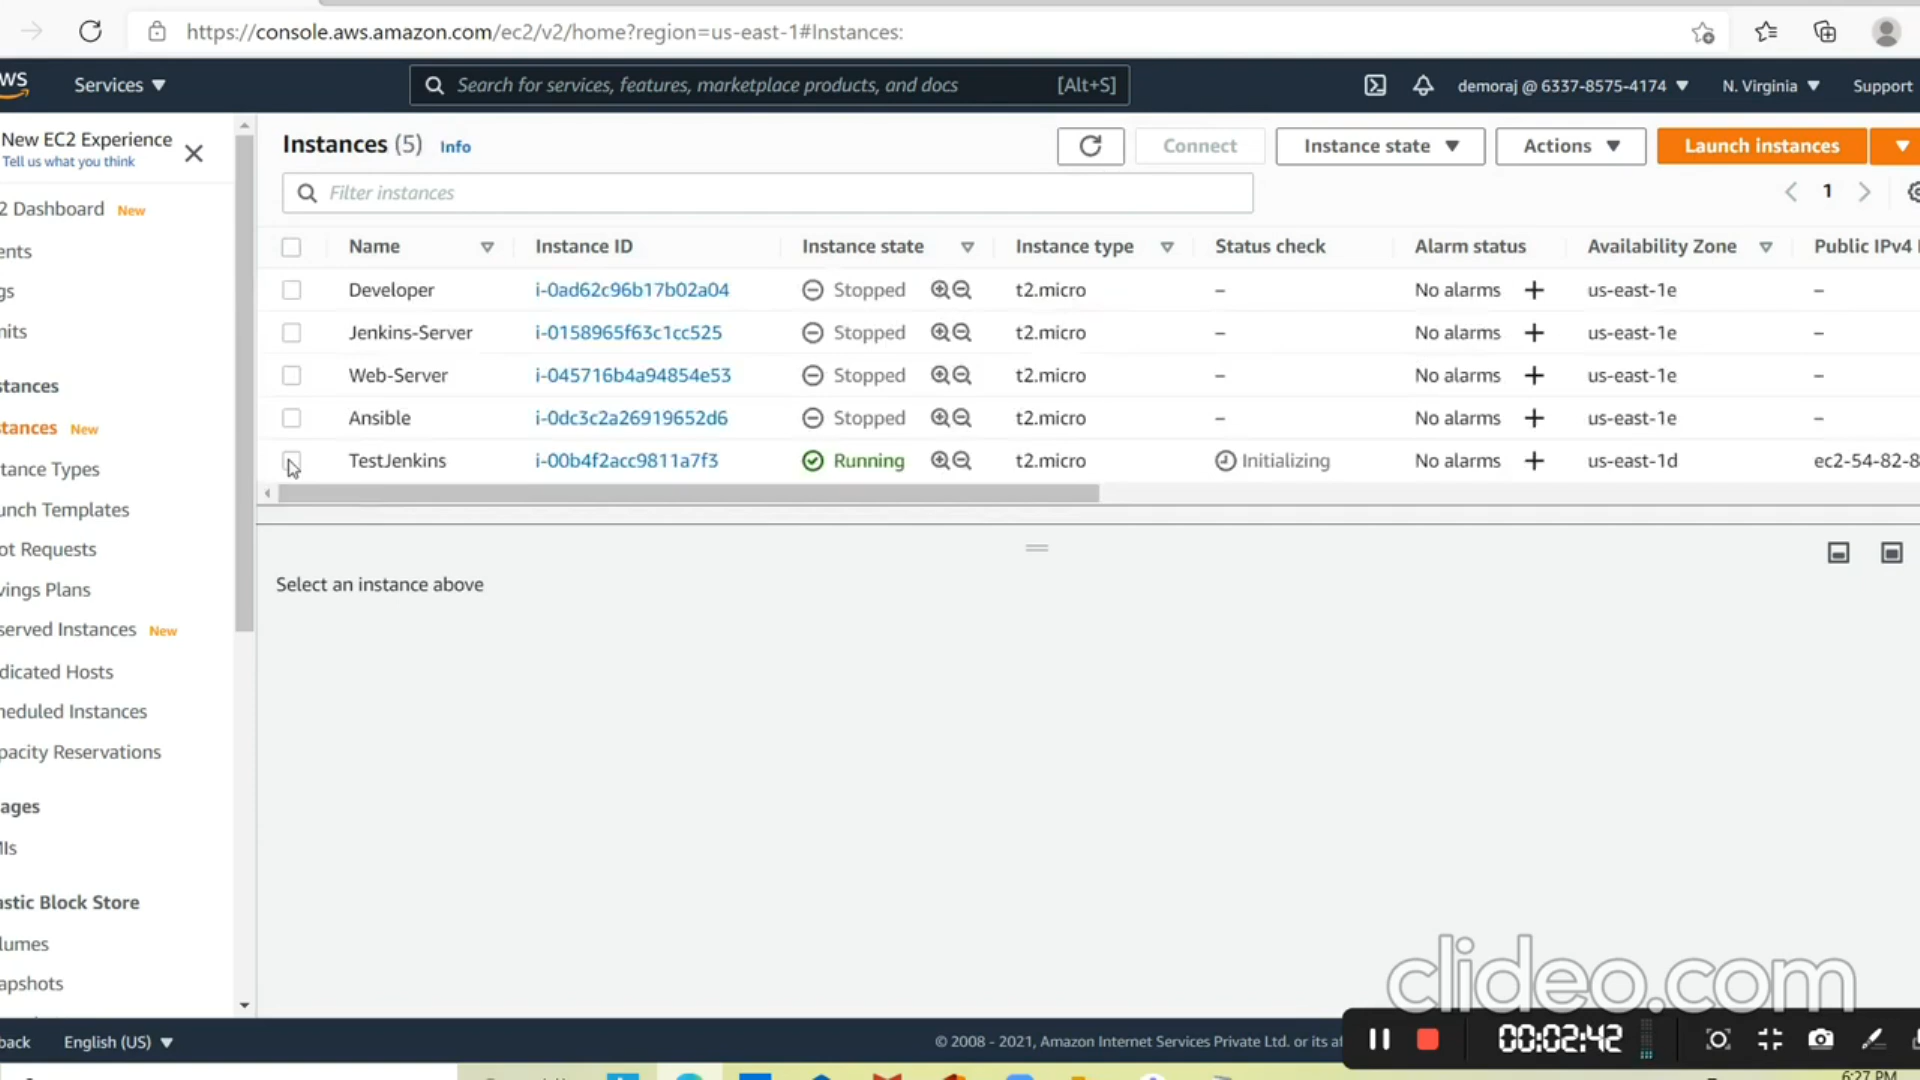 https://console.aws.amazon.com/ec2/v2/home?region=us-east-1#Instances:
WS
Services
Search for services, features, marketplace products, and docs
[Alt+S]
demoraj @ 6337-8575-4174
N. Virginia
Support
New EC2 Experience
Tell us what you think
2 Dashboard New
ents
gs
mits
stances
stances New
tance Types
unch Templates
ot Requests
vings Plans
served Instances New
dicated Hosts
heduled Instances
pacity Reservations
ages
MIs
astic Block Store
lumes
apshots
Instances (5) Info
Connect
Instance state
Actions
Launch instances
Filter instances
1
Name Instance ID Instance state Instance type Status check Alarm status Availability Zone Public IPv4
Developer i-0ad62c96b17b02a04 Stopped t2.micro – No alarms + us-east-1e –
Jenkins-Server i-0158965f63c1cc525 Stopped t2.micro – No alarms + us-east-1e –
Web-Server i-045716b4a94854e53 Stopped t2.micro – No alarms + us-east-1e –
Ansible i-0dc3c2a26919652d6 Stopped t2.micro – No alarms + us-east-1e –
TestJenkins i-00b4f2acc9811a7f3 Running t2.micro Initializing No alarms + us-east-1d ec2-54-82-8
Select an instance above
clideo.com
back
English (US)
© 2008 - 2021, Amazon Internet Services Private Ltd. or its af
00:02:42
6:27 PM